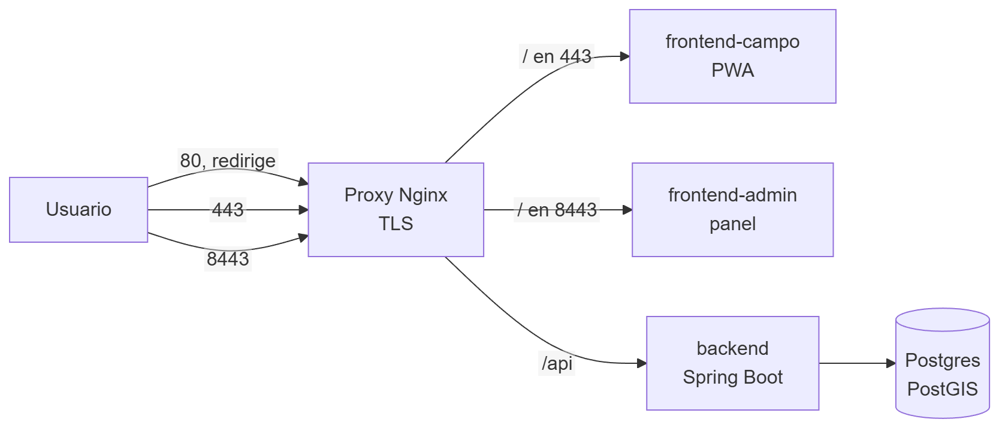 Usuario
80, redirige
443
8443
Proxy Nginx
TLS
/ en 443
/ en 8443
/api
frontend-campo
PWA
frontend-admin
panel
backend
Spring Boot
Postgres
PostGIS